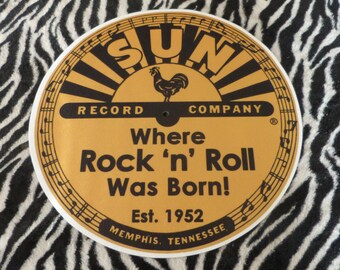 SUN
RECORD COMPANY
®
Where
Rock 'n' Roll
Was Born!
Est. 1952
MEMPHIS, TENNESSEE